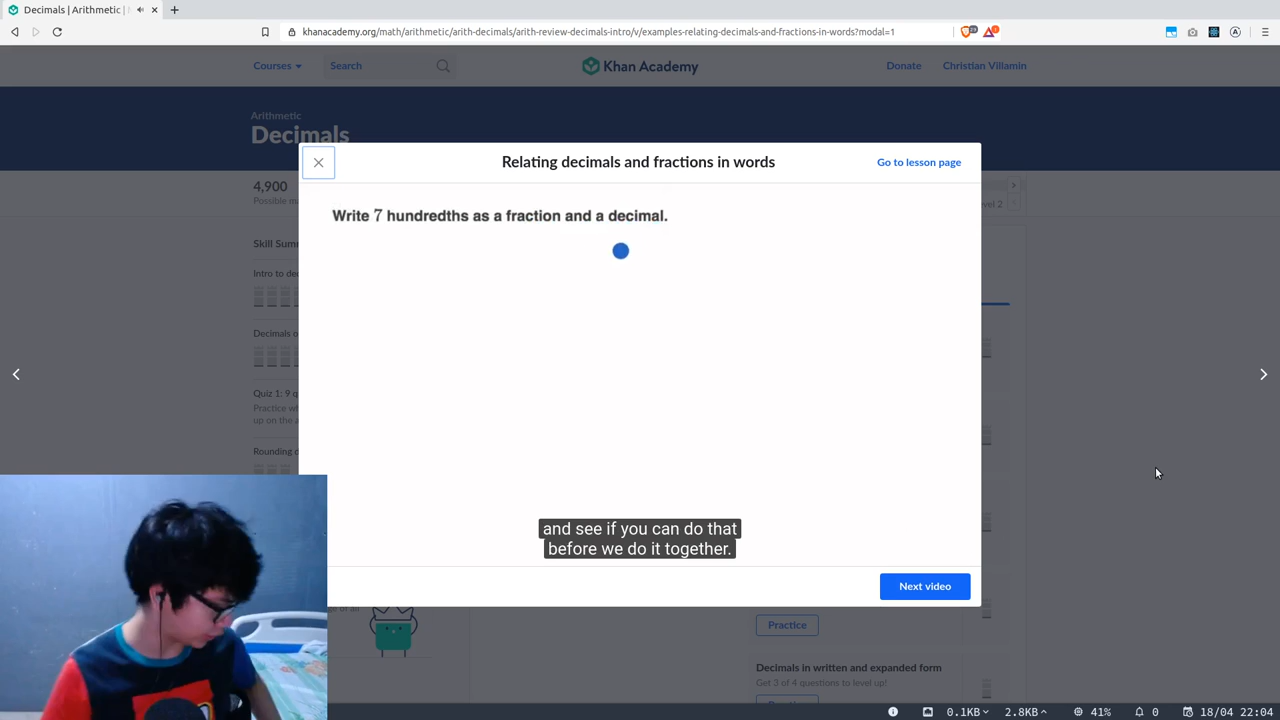 Decimals | Arithmetic |
khanacademy.org/math/arithmetic/arith-decimals/arith-review-decimals-intro/v/examples-relating-decimals-and-fractions-in-words?modal=1
Courses
Search
Khan Academy
Donate
Christian Villamin
Arithmetic
Decimals
Relating decimals and fractions in words
Go to lesson page
4,900
Possible
Write 7 hundredths as a fraction and a decimal.
Skill
Intro to
Decimals
Quiz 1: 9
Practice
up on the
Rounding
and see if you can do that
before we do it together.
Next video
Practice
Decimals in written and expanded form
Get 3 of 4 questions to level up!
0.1KB 2.8KB 41% 0 18/04 22:04